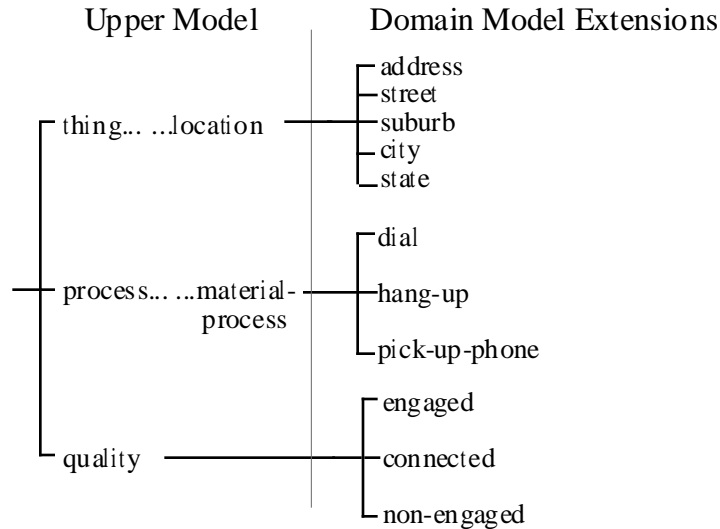 Upper Model
Domain Model Extensions
thing... ...location
address
street
suburb
city
state
process... ...material-
process
dial
hang-up
pick-up-phone
quality
engaged
connected
non-engaged